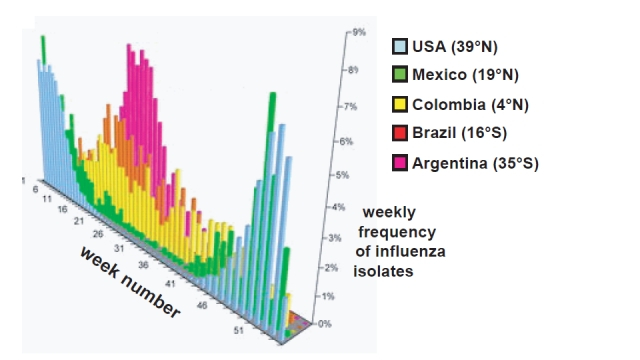 9%
8%
7%
6%
5%
4%
3%
2%
1%
0%
USA (39°N)
Mexico (19°N)
Colombia (4°N)
Brazil (16°S)
Argentina (35°S)
weekly
frequency
of influenza
isolates
6
11
16
21
26
31
36
41
46
51
week number